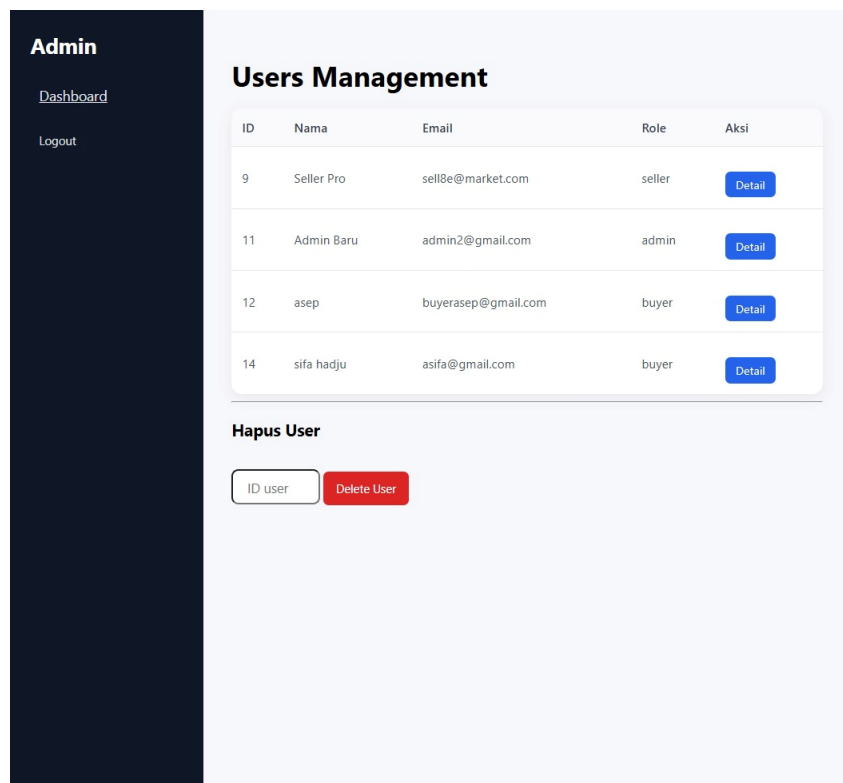 Admin
Dashboard
Logout
Users Management
ID Nama Email Role Aksi
9 Seller Pro sell8e@market.com seller Detail
11 Admin Baru admin2@gmail.com admin Detail
12 asep buyerasep@gmail.com buyer Detail
14 sifa hadju asifa@gmail.com buyer Detail
Hapus User
ID user Delete User